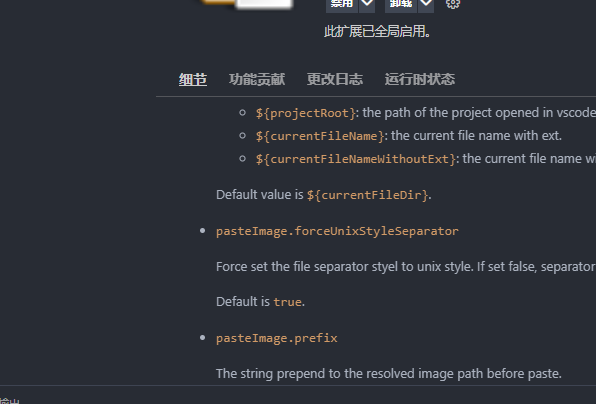 禁用
卸载
此扩展已全局启用。
细节 功能贡献 更改日志 运行时状态
${projectRoot}: the path of the project opened in vscode
${currentFileName}: the current file name with ext.
${currentFileNameWithoutExt}: the current file name
Default value is ${currentFileDir}.
pasteImage.forceUnixStyleSeparator
Force set the file separator styel to unix style. If set false, separator
Default is true.
pasteImage.prefix
The string prepend to the resolved image path before paste.
输出